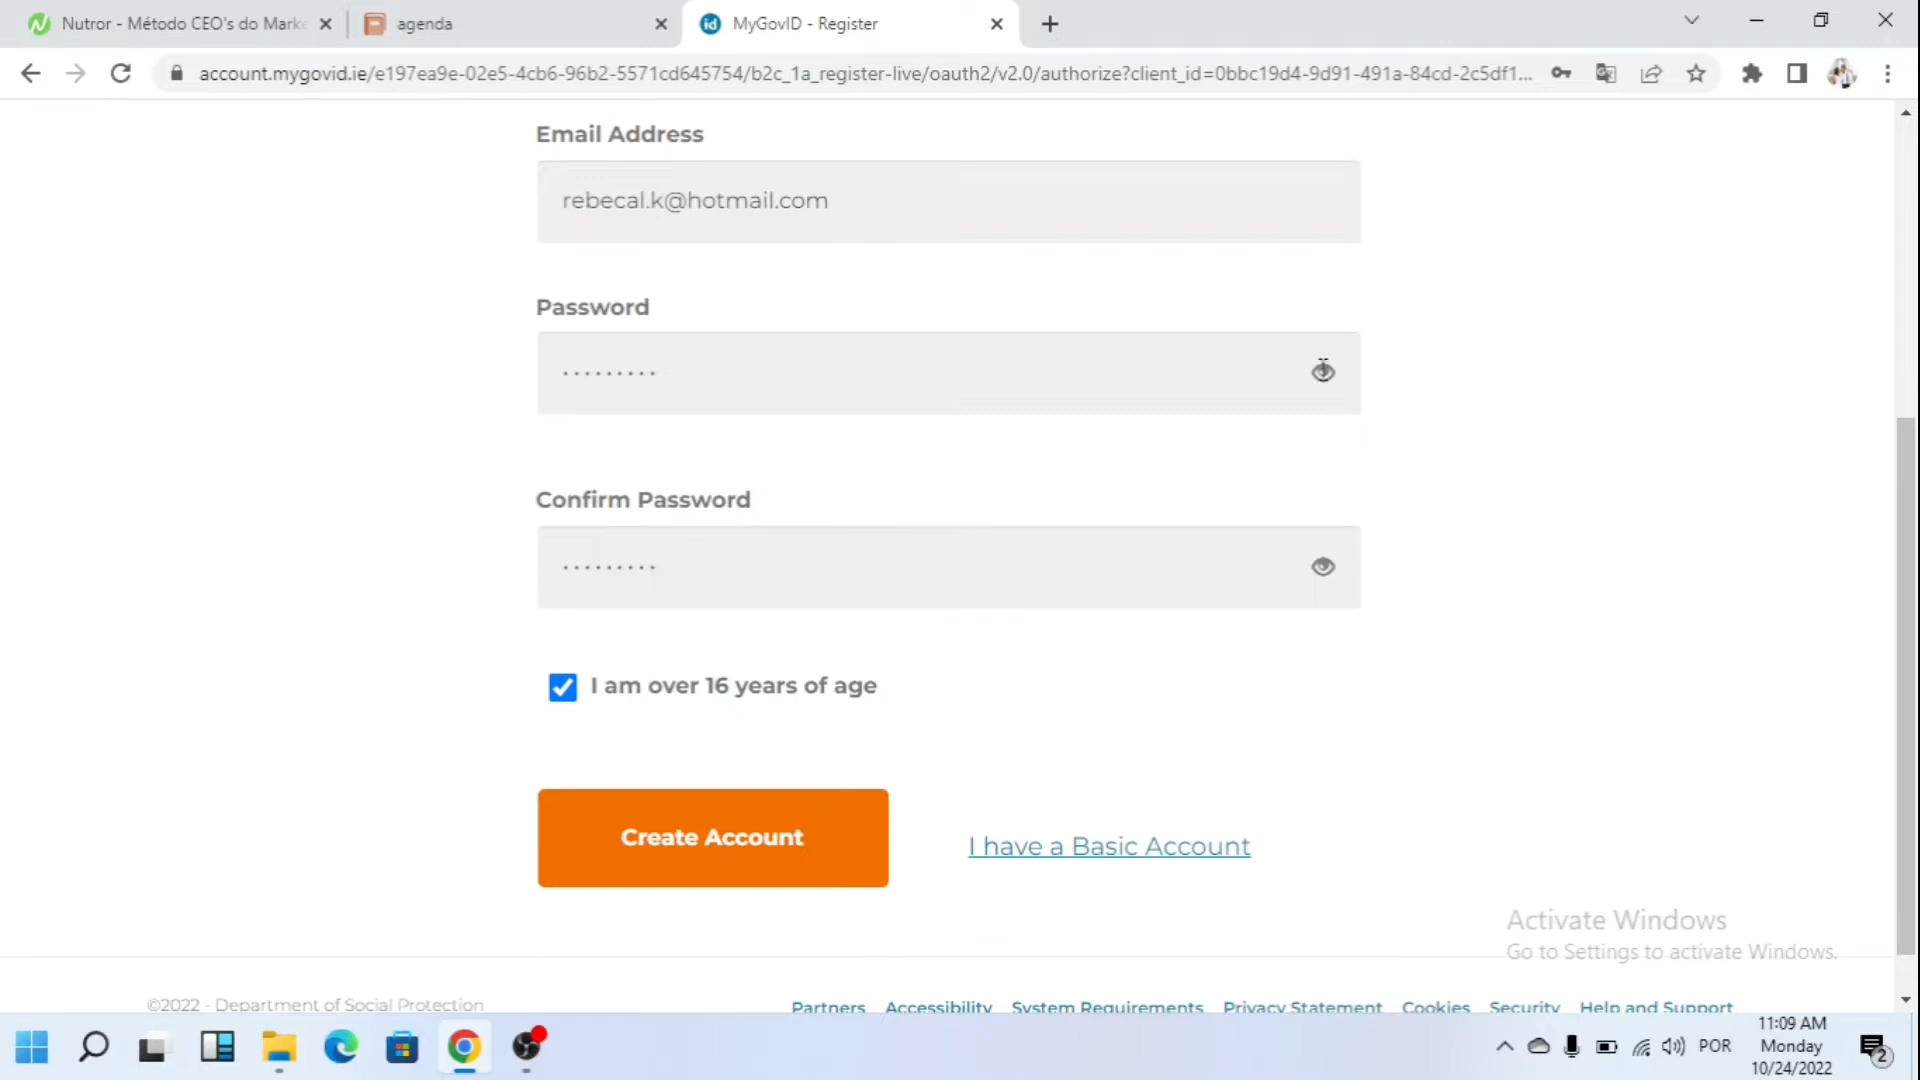 Nutror - Método CEO's do Marke
agenda
MyGovID - Register
account.mygovid.ie/e197ea9e-02e5-4cb6-96b2-5571cd645754/b2c_1a_register-live/oauth2/v2.0/authorize?client_id=0bbc19d4-9d91-491a-84cd-2c5df1...
Email Address
rebecal.k@hotmail.com
Password
Confirm Password
I am over 16 years of age
Create Account
I have a Basic Account
Activate Windows
Go to Settings to activate Windows.
©2022 - Department of Social Protection
Partners Accessibility System Requirements Privacy Statement Cookies Security Help and Support
POR
11:09 AM
Monday
10/24/2022
2